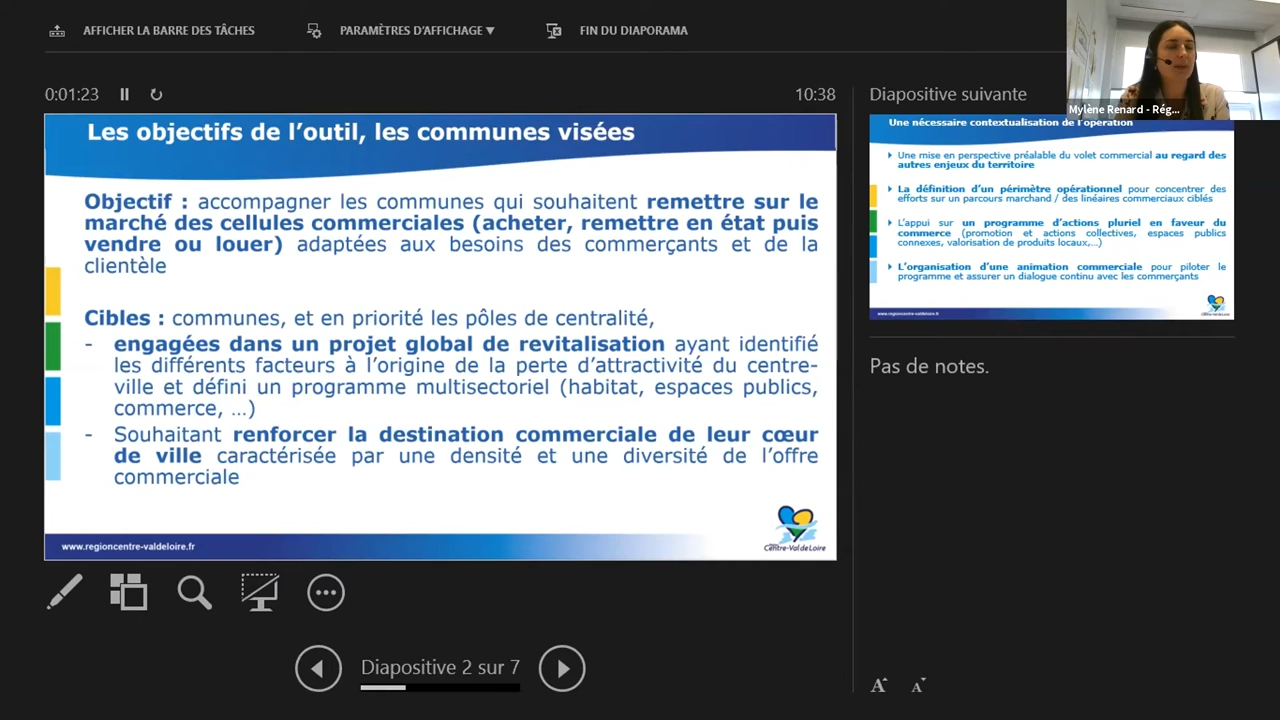 AFFICHER LA BARRE DES TÂCHES
PARAMÈTRES D'AFFICHAGE ▼
FIN DU DIAPORAMA
0:01:23
10:38
Les objectifs de l'outil, les communes visées
Objectif : accompagner les communes qui souhaitent remettre sur le
marché des cellules commerciales (acheter, remettre en état puis
vendre ou louer) adaptées aux besoins des commerçants et de la
clientèle
Cibles : communes, et en priorité les pôles de centralité,
- engagées dans un projet global de revitalisation ayant identifié
les différents facteurs à l'origine de la perte d'attractivité du centre-
ville et défini un programme multisectoriel (habitat, espaces publics,
commerce, …)
- Souhaitant renforcer la destination commerciale de leur cœur
de ville caractérisée par une densité et une diversité de l'offre
commerciale
www.regioncentre-valdeloire.fr
Centre-Val de Loire
Diapositive 2 sur 7
Diapositive suivante
Mylène Renard - Rég...
Une nécessaire contextualisation de l'opération
Une mise en perspective préalable du volet commercial au regard des
autres enjeux du territoire
La définition d'un périmètre opérationnel pour concentrer des
efforts sur un parcours marchand / des linéaires commerciaux ciblés
L'appui sur un programme d'actions pluriel en faveur du
commerce (promotion et actions collectives, espaces publics
connexes, valorisation de produits locaux,…)
L'organisation d'une animation commerciale pour piloter le
programme et assurer un dialogue continu avec les commerçants
www.regioncentre-valdeloire.fr
Pas de notes.
A A